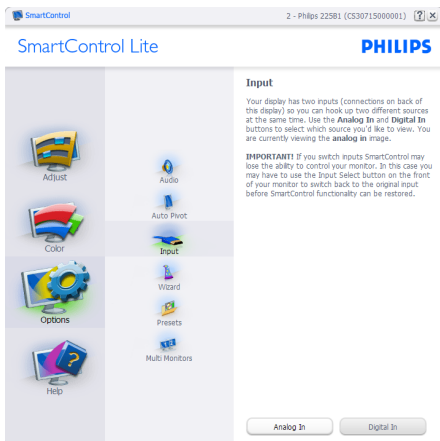 SmartControl
2 - Philips 225B1 (CS30715000001)
SmartControl Lite
PHILIPS
Adjust
Color
Options
Help
Audio
Auto Pivot
Input
Wizard
Presets
Multi Monitors
Input
Your display has two inputs (connections on back of
this display) so you can hook up two different sources
at the same time. Use the Analog In and Digital In
buttons to select which source you'd like to view. You
are currently viewing the analog in image.
IMPORTANT! If you switch inputs SmartControl may
lose the ability to control your monitor. In this case you
may have to use the Input Select button on the front
of your monitor to switch back to the original input
before SmartControl functionality can be restored.
Analog In
Digital In